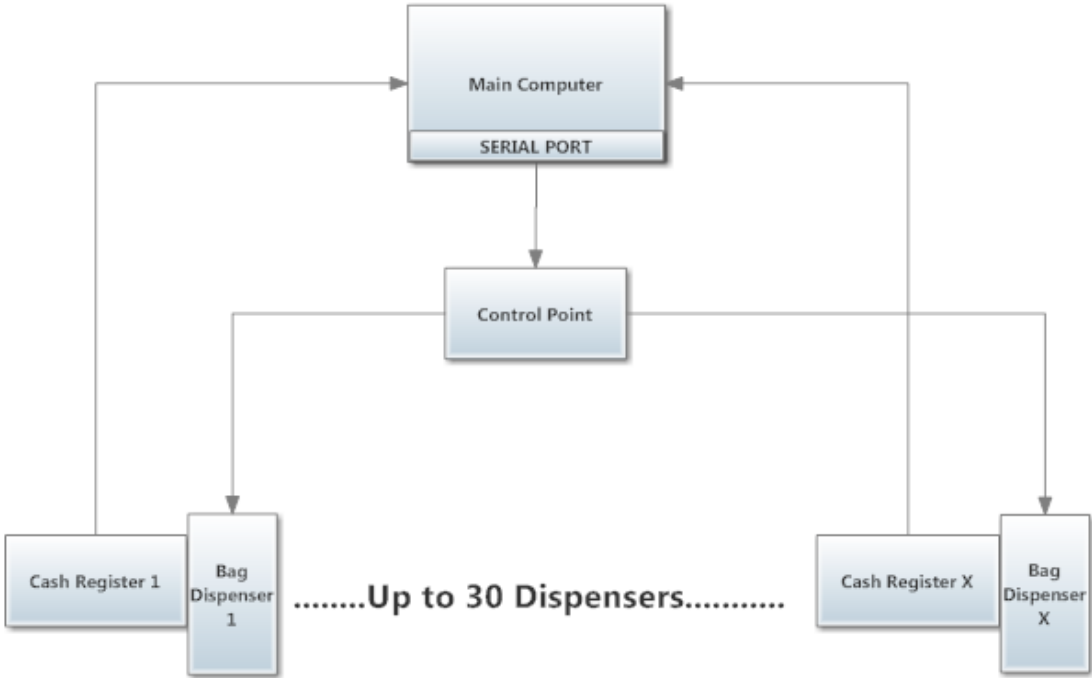 Main Computer
SERIAL PORT
Control Point
Cash Register 1
Bag
Dispenser
1
........Up to 30 Dispensers...........
Cash Register X
Bag
Dispenser
X